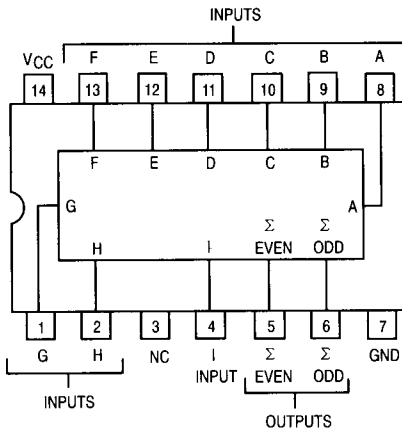 INPUTS
VCC F E D C B A
14 13 12 11 10 9 8
F E D C B
G A
H I Σ Σ
EVEN ODD
1 2 3 4 5 6 7
G H NC I Σ Σ GND
INPUT EVEN ODD
INPUTS
OUTPUTS